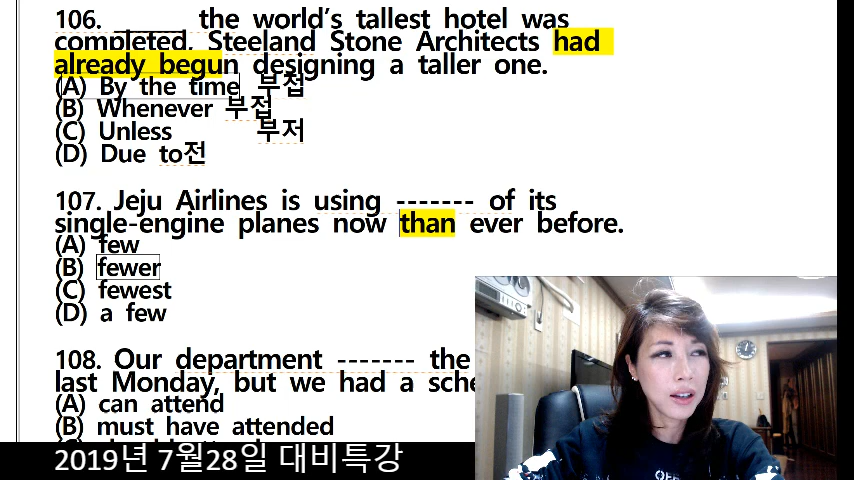 106. ______ the world's tallest hotel was
completed, Steeland Stone Architects had
already begun designing a taller one.
(A) By the time 부접
(B) Whenever 부접
(C) Unless 부저
(D) Due to전
107. Jeju Airlines is using ------- of its
single-engine planes now than ever before.
(A) few
(B) fewer
(C) fewest
(D) a few
108. Our department ------- the
last Monday, but we had a sche
(A) can attend
(B) must have attended
2019년 7월28일 대비특강